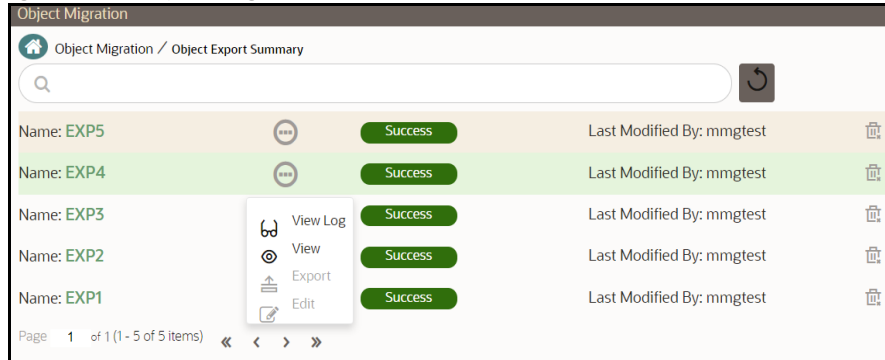 Object Migration
Object Migration / Object Export Summary
Name: EXP5 Success Last Modified By: mmgtest
Name: EXP4 Success Last Modified By: mmgtest
Name: EXP3 Success Last Modified By: mmgtest
View Log
Name: EXP2 Success Last Modified By: mmgtest
View
Export
Name: EXP1 Success Last Modified By: mmgtest
Edit
Page 1 of 1 (1 - 5 of 5 items) « ‹ › »